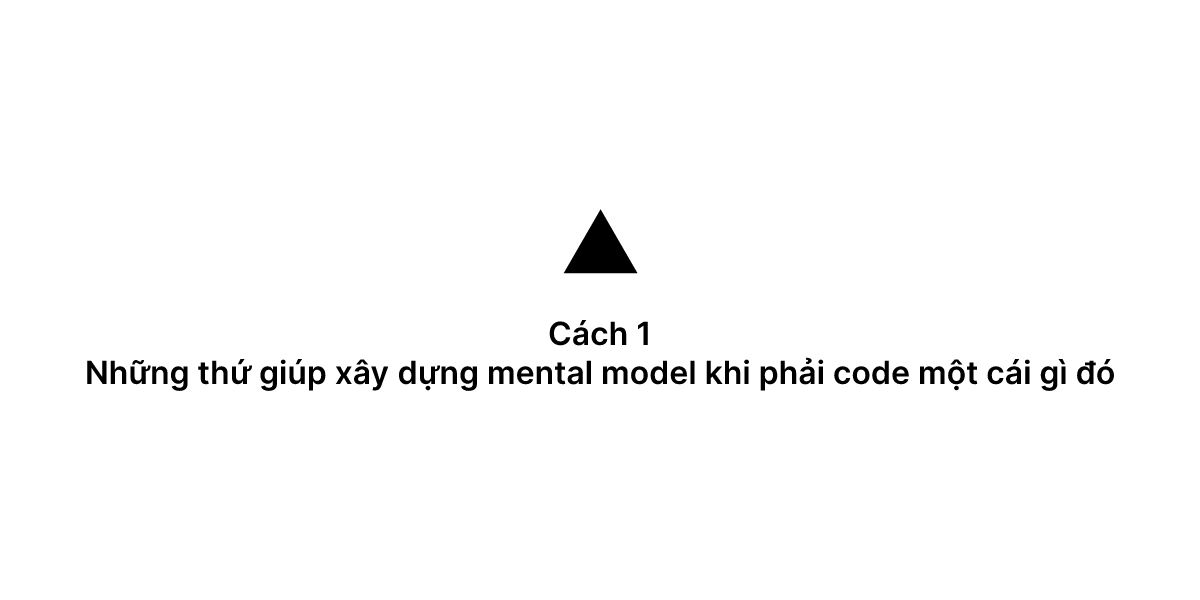 Cách 1
Những thứ giúp xây dựng mental model khi phải code một cái gì đó